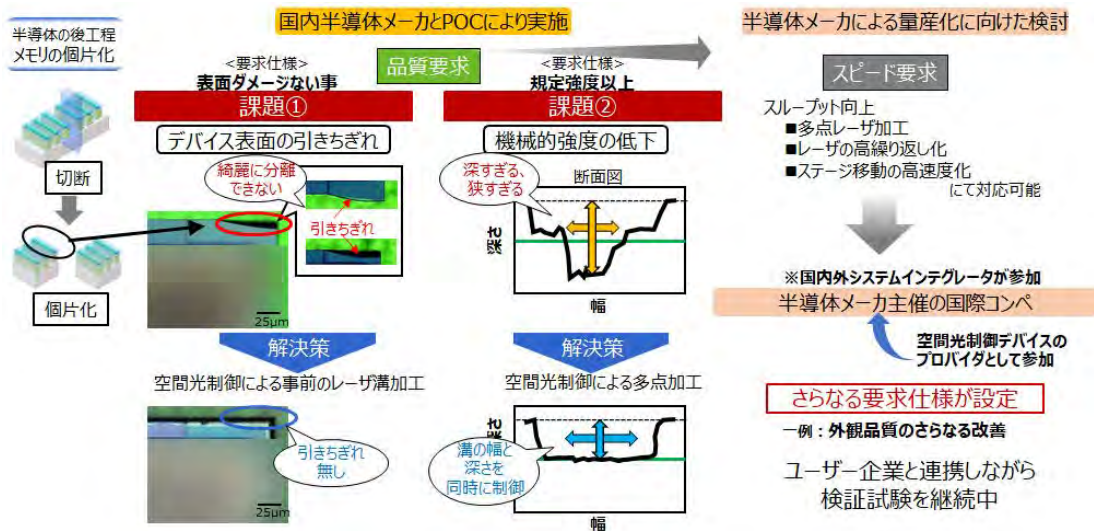 半導体の後工程
メモリの個片化
切断
個片化
国内半導体メーカとPOCにより実施
<要求仕様>
表面ダメージない事
品質要求
<要求仕様>
規定強度以上
課題①
デバイス表面の引きちぎれ
綺麗に分離
できない
引きちぎれ
25μm
解決策
空間光制御による事前のレーザ溝加工
引きちぎれ
無し
25μm
課題②
機械的強度の低下
深すぎる、
狭すぎる
断面図
深さ
幅
解決策
空間光制御による多点加工
深さ
溝の幅と
深さを
同時に制御
幅
半導体メーカによる量産化に向けた検討
スピード要求
スループット向上
■多点レーザ加工
■レーザの高繰り返し化
■ステージ移動の高速度化
にて対応可能
※国内外システムインテグレータが参加
半導体メーカ主催の国際コンペ
空間光制御デバイスの
プロバイダとして参加
さらなる要求仕様が設定
一例：外観品質のさらなる改善
ユーザー企業と連携しながら
検証試験を継続中